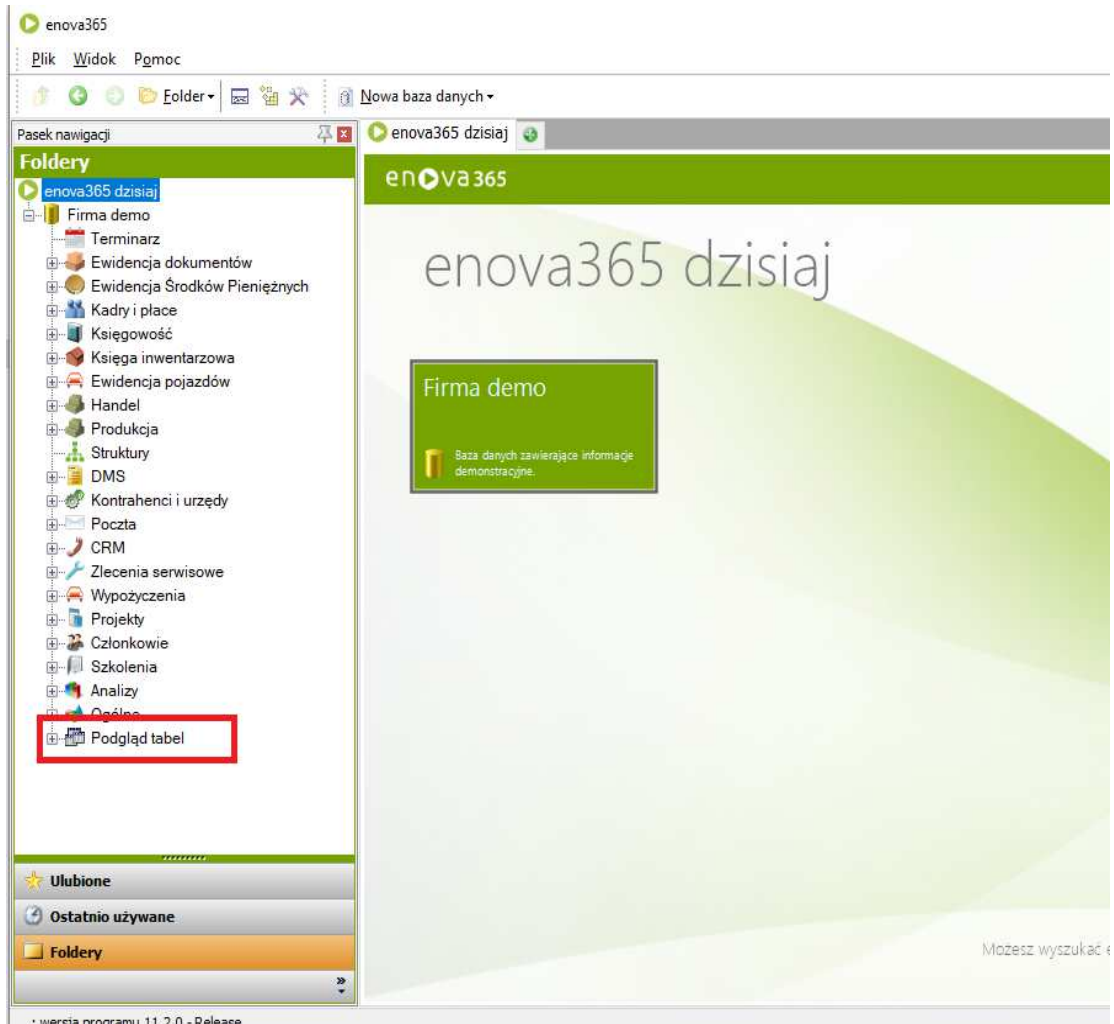 enova365
Plik Widok Pomoc
Folder Nowa baza danych
Pasek nawigacji
enova365 dzisiaj
Foldery
enova365
enova365 dzisiaj
enova365 dzisiaj
Firma demo
Terminarz
Ewidencja dokumentów
Ewidencja Środków Pieniężnych
Kadry i płace
Księgowość
Księga inwentarzowa
Ewidencja pojazdów
Handel
Produkcja
Struktury
DMS
Kontrahenci i urzędy
Poczta
CRM
Zlecenia serwisowe
Wypożyczenia
Projekty
Członkowie
Szkolenia
Analizy
Ogólne
Podgląd tabel
Firma demo
Baza danych zawierające informacje
demonstracyjne.
Ulubione
Ostatnio używane
Foldery
Możesz wyszukać e
: wersja programu 11.2.0 - Release